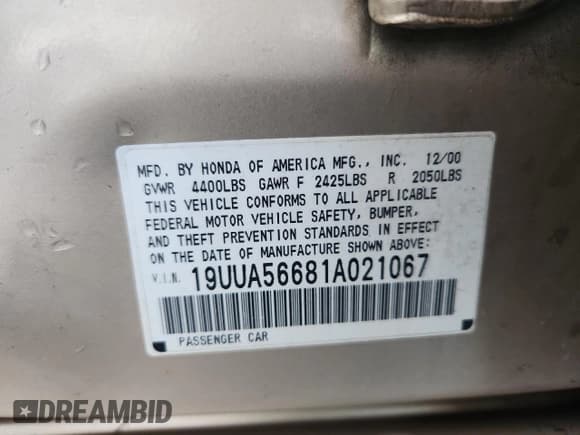 MFD. BY HONDA OF AMERICA MFG., INC. 12/00
GVWR 4400LBS GAWR F 2425LBS R 2050LBS
THIS VEHICLE CONFORMS TO ALL APPLICABLE
FEDERAL MOTOR VEHICLE SAFETY, BUMPER,
AND THEFT PREVENTION STANDARDS IN EFFECT
ON THE DATE OF MANUFACTURE SHOWN ABOVE:
V.I.N. 19UUA56681A021067
PASSENGER CAR
DREAMBID